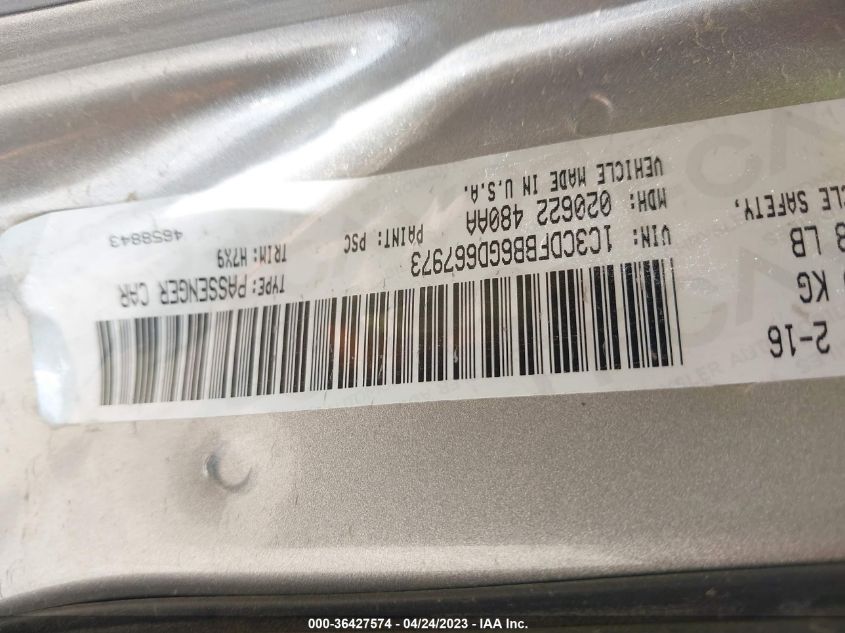 2-16
KG
LB
VIN: 1C3CDFBB6GD667973 TYPE: PASSENGER CAR
MDH: 020622 480AA PAINT: PSC TRIM: H7X9
VEHICLE MADE IN U.S.A. 4658843
SAFETY,
000-36427574 - 04/24/2023 - IAA Inc.